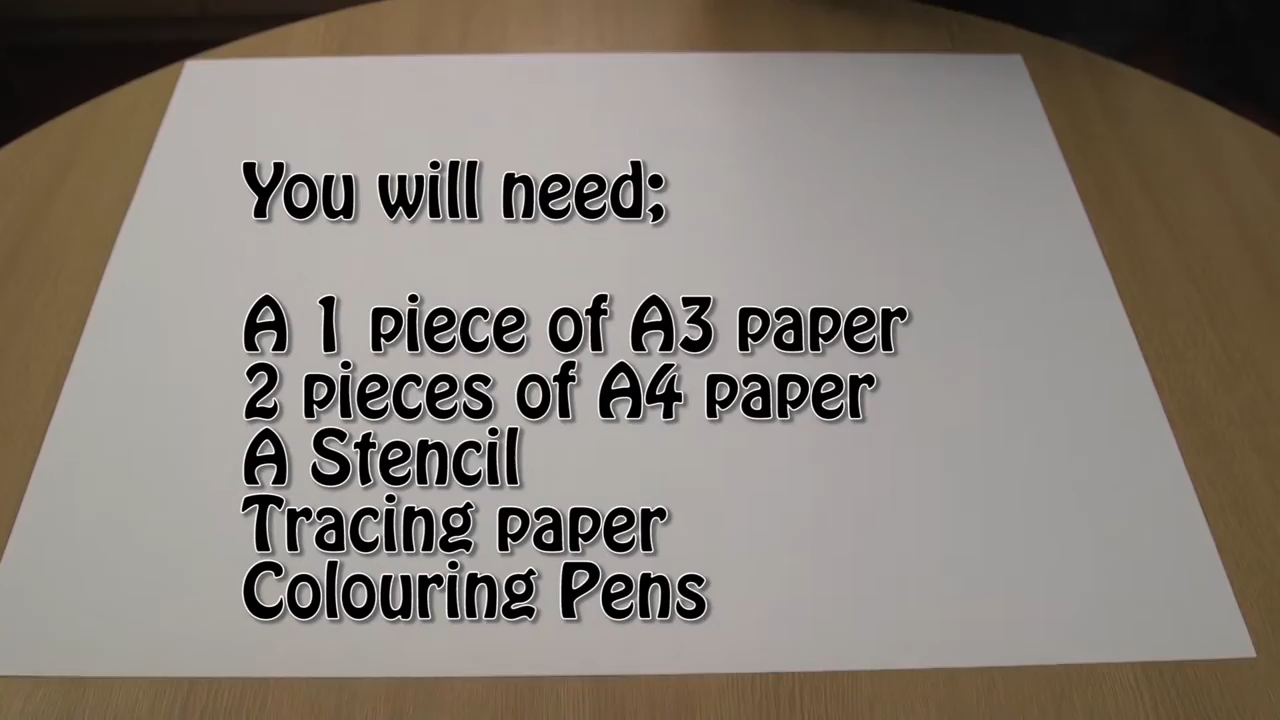 You will need;
A 1 piece of A3 paper
2 pieces of A4 paper
A Stencil
Tracing paper
Colouring Pens